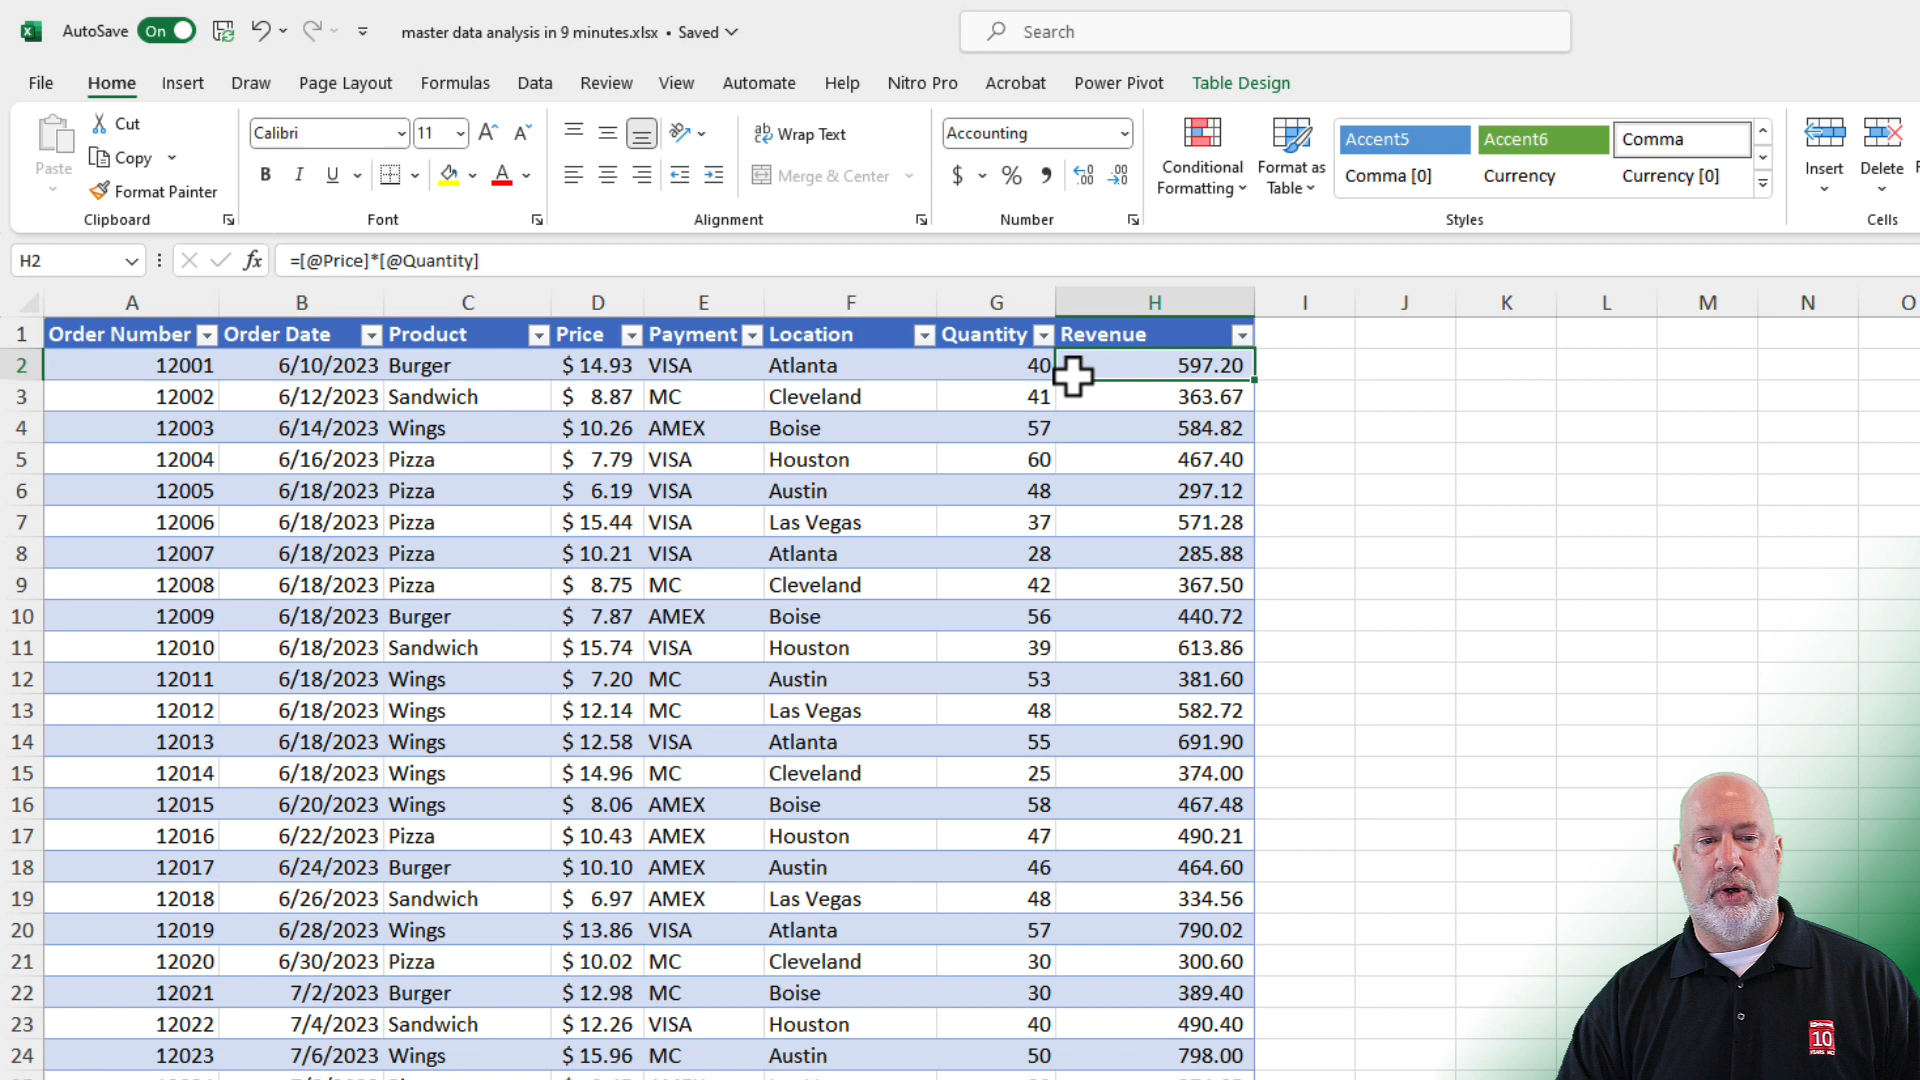 AutoSave On master data analysis in 9 minutes.xlsx • Saved Search
File Home Insert Draw Page Layout Formulas Data Review View Automate Help Nitro Pro Acrobat Power Pivot Table Design
Paste Cut Copy Format Painter Clipboard
Calibri 11 B I U A Font
ab Wrap Text Merge & Center Alignment
Accounting $ % Number
Conditional Formatting Format as Table
Accent5 Accent6 Comma
Comma [0] Currency Currency [0]
Styles
Insert Delete Cells
H2 fx =[@Price]*[@Quantity]
A B C D E F G H I J K L M N O
1 Order Number Order Date Product Price Payment Location Quantity Revenue
2 12001 6/10/2023 Burger $ 14.93 VISA Atlanta 40 597.20
3 12002 6/12/2023 Sandwich $ 8.87 MC Cleveland 41 363.67
4 12003 6/14/2023 Wings $ 10.26 AMEX Boise 57 584.82
5 12004 6/16/2023 Pizza $ 7.79 VISA Houston 60 467.40
6 12005 6/18/2023 Pizza $ 6.19 VISA Austin 48 297.12
7 12006 6/18/2023 Pizza $ 15.44 VISA Las Vegas 37 571.28
8 12007 6/18/2023 Pizza $ 10.21 VISA Atlanta 28 285.88
9 12008 6/18/2023 Pizza $ 8.75 MC Cleveland 42 367.50
10 12009 6/18/2023 Burger $ 7.87 AMEX Boise 56 440.72
11 12010 6/18/2023 Sandwich $ 15.74 VISA Houston 39 613.86
12 12011 6/18/2023 Wings $ 7.20 MC Austin 53 381.60
13 12012 6/18/2023 Wings $ 12.14 MC Las Vegas 48 582.72
14 12013 6/18/2023 Wings $ 12.58 VISA Atlanta 55 691.90
15 12014 6/18/2023 Wings $ 14.96 MC Cleveland 25 374.00
16 12015 6/20/2023 Wings $ 8.06 AMEX Boise 58 467.48
17 12016 6/22/2023 Pizza $ 10.43 AMEX Houston 47 490.21
18 12017 6/24/2023 Burger $ 10.10 AMEX Austin 46 464.60
19 12018 6/26/2023 Sandwich $ 6.97 AMEX Las Vegas 48 334.56
20 12019 6/28/2023 Wings $ 13.86 VISA Atlanta 57 790.02
21 12020 6/30/2023 Pizza $ 10.02 MC Cleveland 30 300.60
22 12021 7/2/2023 Burger $ 12.98 MC Boise 30 389.40
23 12022 7/4/2023 Sandwich $ 12.26 VISA Houston 40 490.40
24 12023 7/6/2023 Wings $ 15.96 MC Austin 50 798.00
10